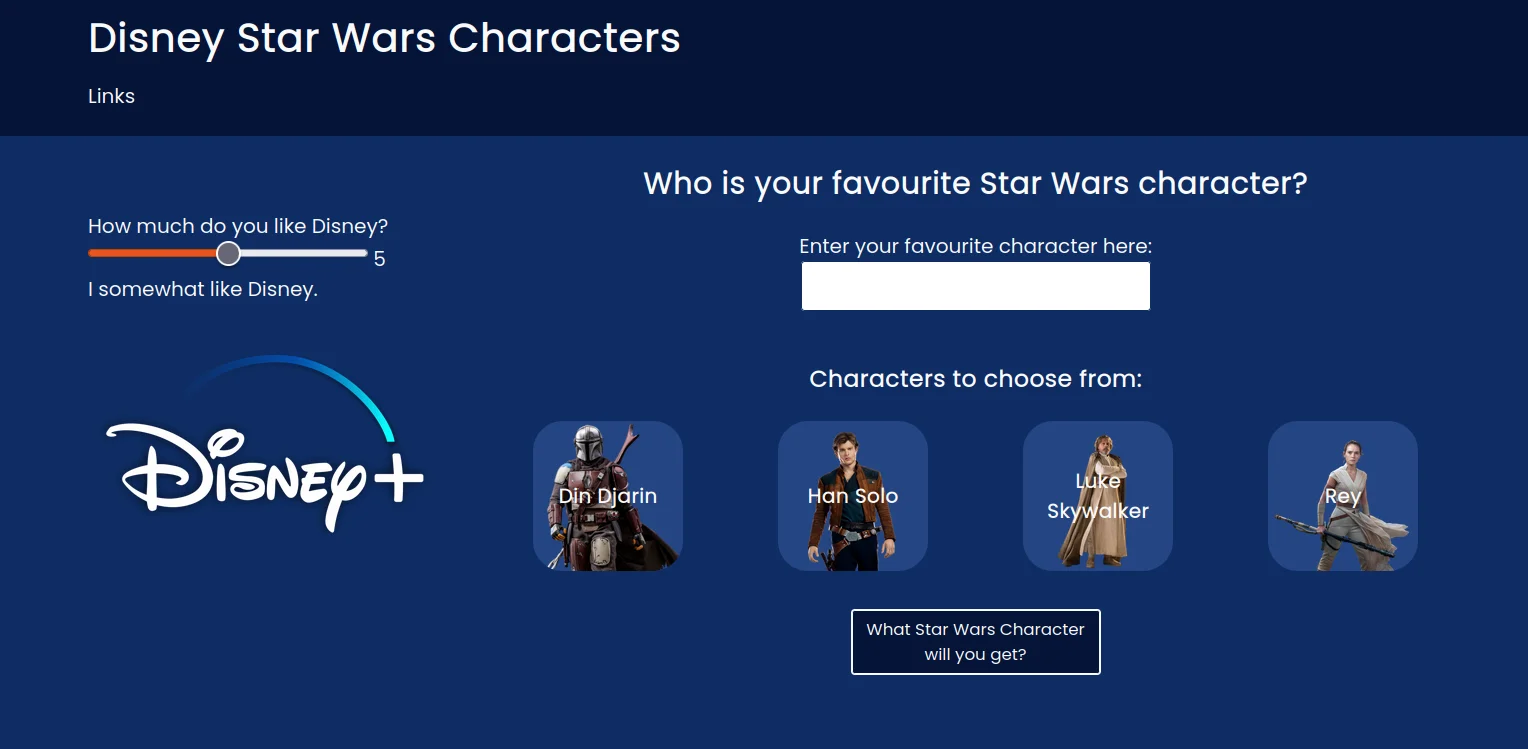 Disney Star Wars Characters
Links
How much do you like Disney?
5
I somewhat like Disney.
Disney+
Who is your favourite Star Wars character?
Enter your favourite character here:
Characters to choose from:
Din Djarin
Han Solo
Luke
Skywalker
Rey
What Star Wars Character
will you get?